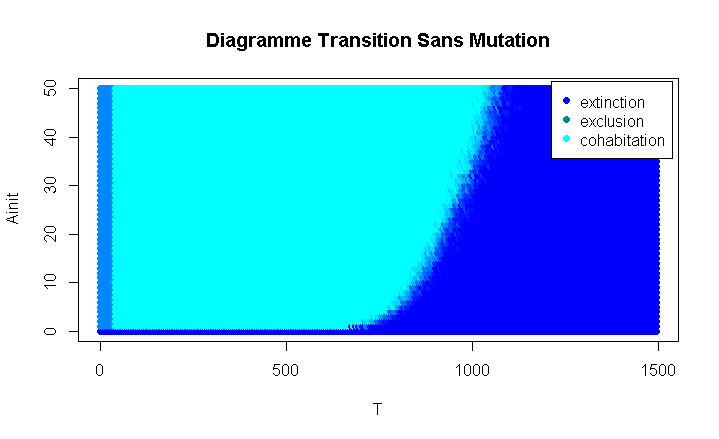 Diagramme Transition Sans Mutation
extinction
exclusion
cohabitation
50
40
30
20
10
0
Ainit
0 500 1000 1500
T